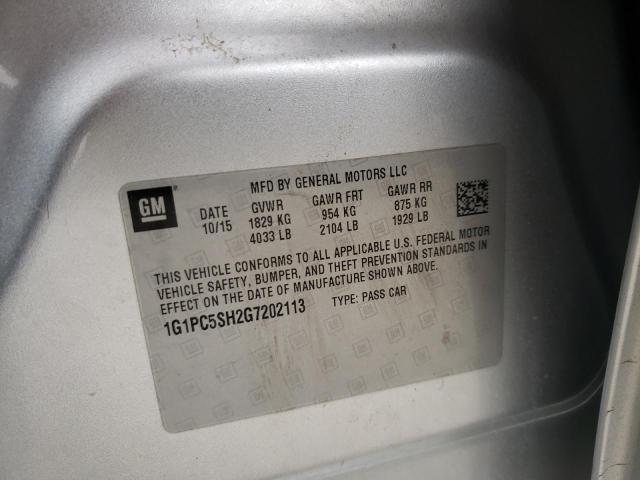 MFD BY GENERAL MOTORS LLC
GM
DATE GVWR GAWR FRT GAWR RR
10/15 1829 KG 954 KG 875 KG
4033 LB 2104 LB 1929 LB
THIS VEHICLE CONFORMS TO ALL APPLICABLE U.S. FEDERAL MOTOR
VEHICLE SAFETY, BUMPER, AND THEFT PREVENTION STANDARDS IN
EFFECT ON THE DATE OF MANUFACTURE SHOWN ABOVE.
1G1PC5SH2G7202113 TYPE: PASS CAR